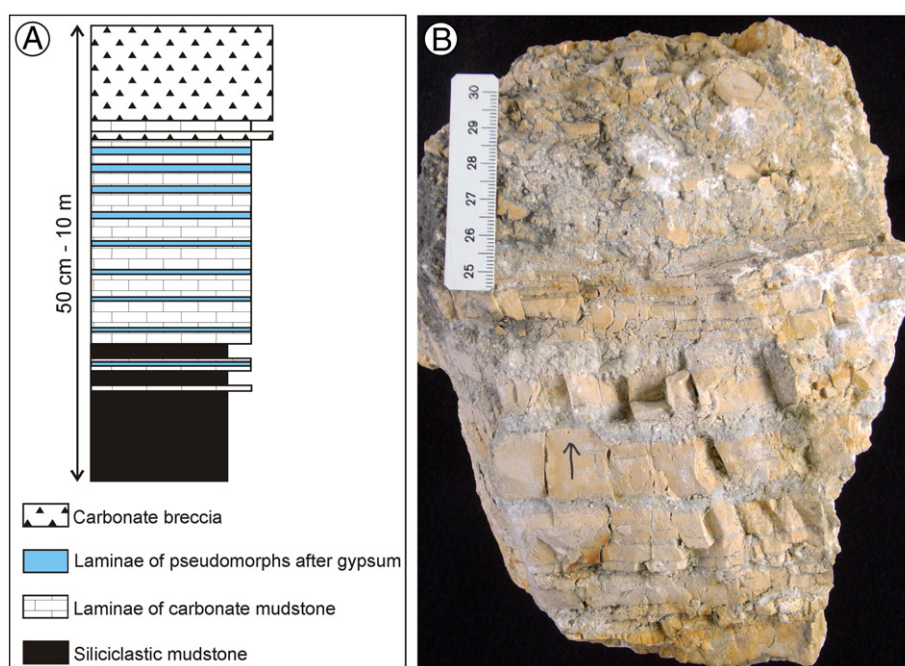 A
50 cm - 10 m
Carbonate breccia
Laminae of pseudomorphs after gypsum
Laminae of carbonate mudstone
Siliciclastic mudstone
B
30
29
28
27
26
25